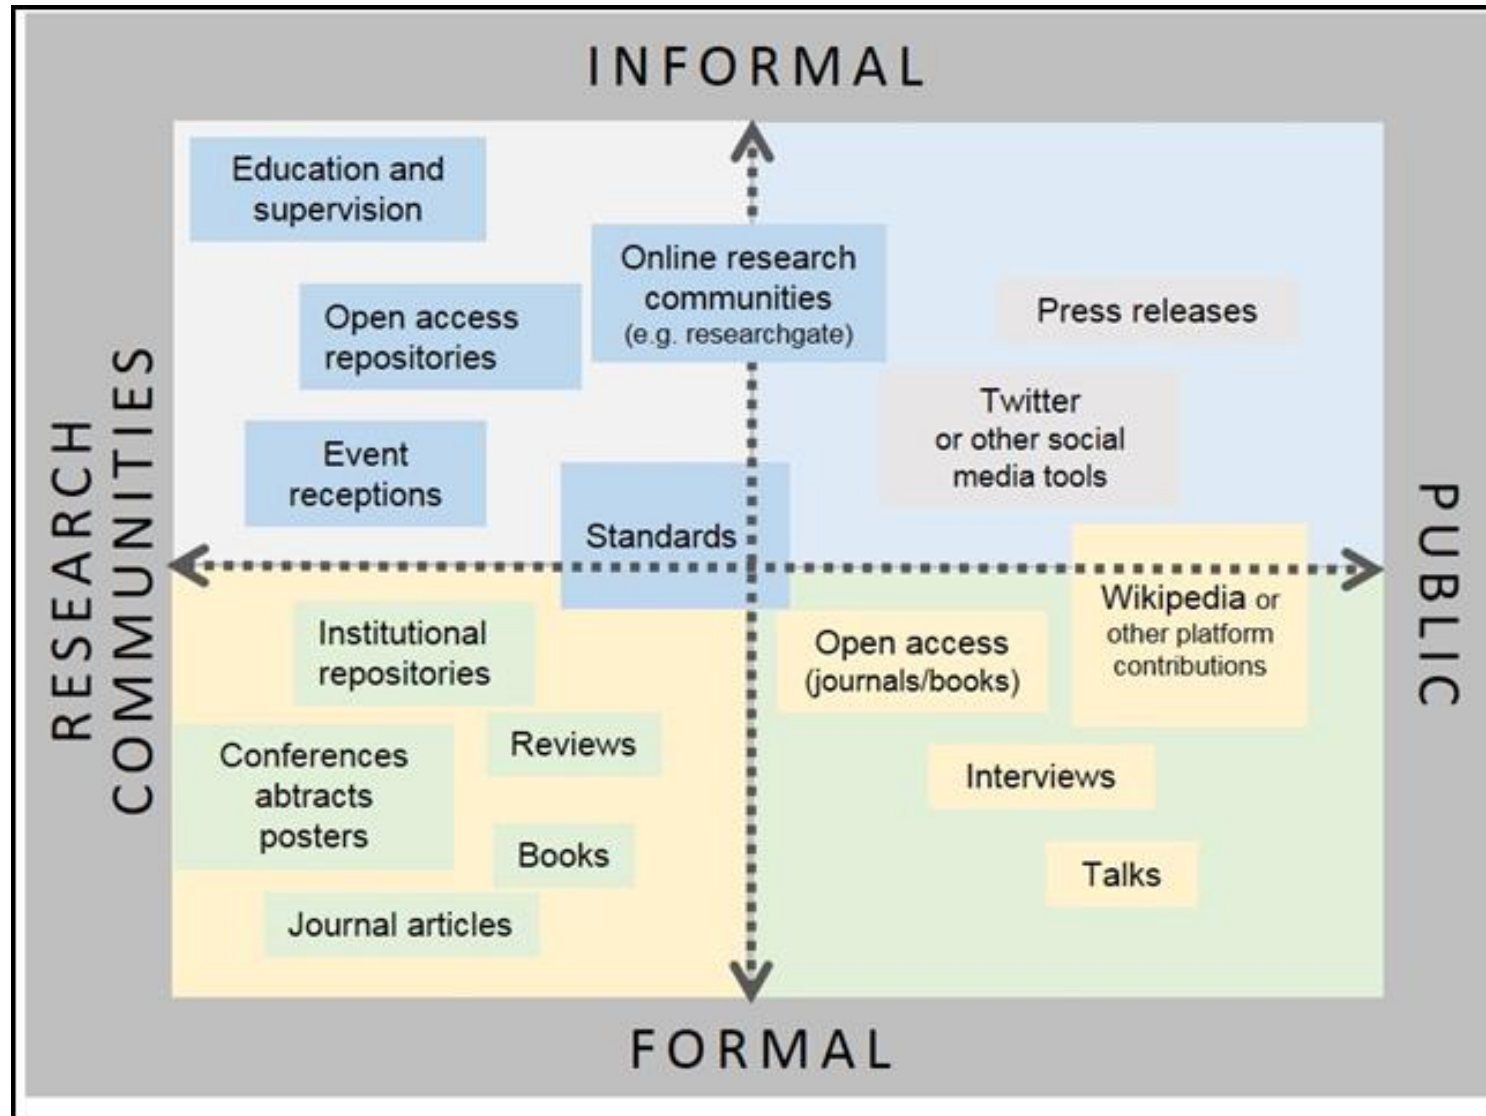 INFORMAL
RESEARCH
COMMUNITIES
Education and
supervision
Open access
repositories
Event
receptions
Online research
communities
(e.g. researchgate)
Standards
Press releases
Twitter
or other social
media tools
Institutional
repositories
Conferences
abtracts
posters
Reviews
Books
Journal articles
Open access
(journals/books)
Wikipedia or
other platform
contributions
Interviews
Talks
PUBLIC
FORMAL